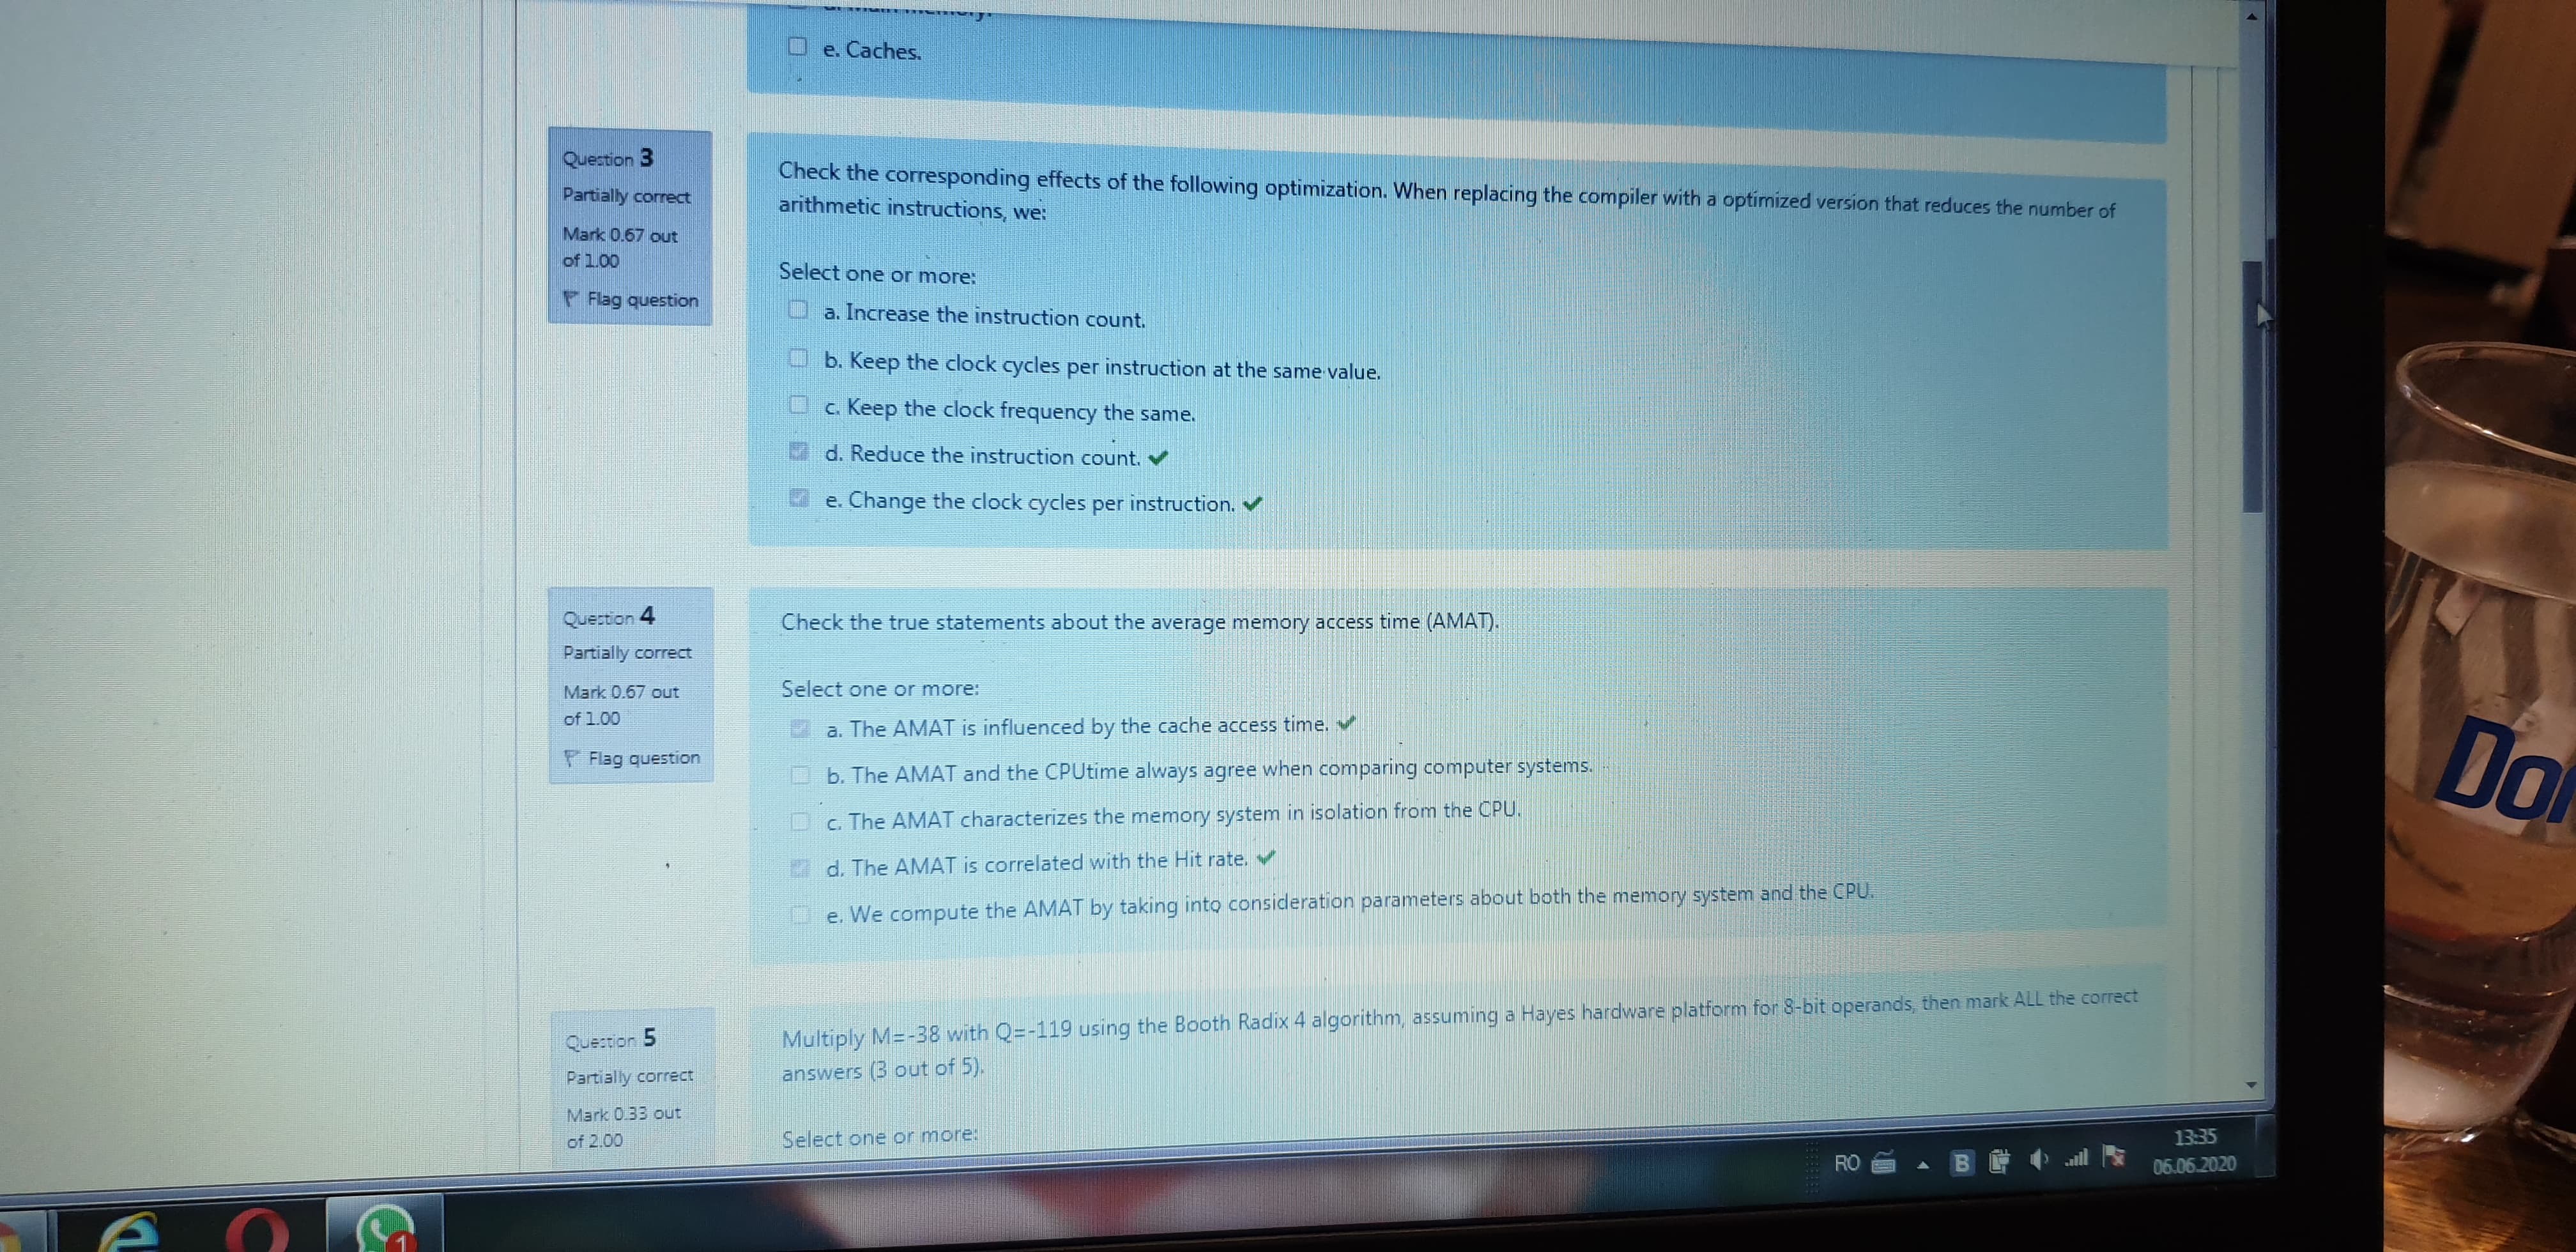 e. Caches.
Question 3
Partially correct
Mark 0.67 out
of 1.00
Flag question
Check the corresponding effects of the following optimization. When replacing the compiler with a optimized version that reduces the number of
arithmetic instructions, we:
Select one or more:
a. Increase the instruction count.
b. Keep the clock cycles per instruction at the same value.
c. Keep the clock frequency the same.
d. Reduce the instruction count.
e. Change the clock cycles per instruction.
Question 4
Partially correct
Mark 0.67 out
of 1.00
Flag question
Check the true statements about the average memory access time (AMAT).
Select one or more:
a. The AMAT is influenced by the cache access time.
b. The AMAT and the CPUtime always agree when comparing computer systems.
c. The AMAT characterizes the memory system in isolation from the CPU.
d. The AMAT is correlated with the Hit rate.
e. We compute the AMAT by taking into consideration parameters about both the memory system and the CPU.
Question 5
Partially correct
Mark 0.33 out
of 2.00
Multiply M=-38 with Q=-119 using the Booth Radix 4 algorithm, assuming a Hayes hardware platform for 8-bit operands, then mark ALL the correct
answers (3 out of 5).
Select one or more:
RO
B
13:35
06.06.2020
1